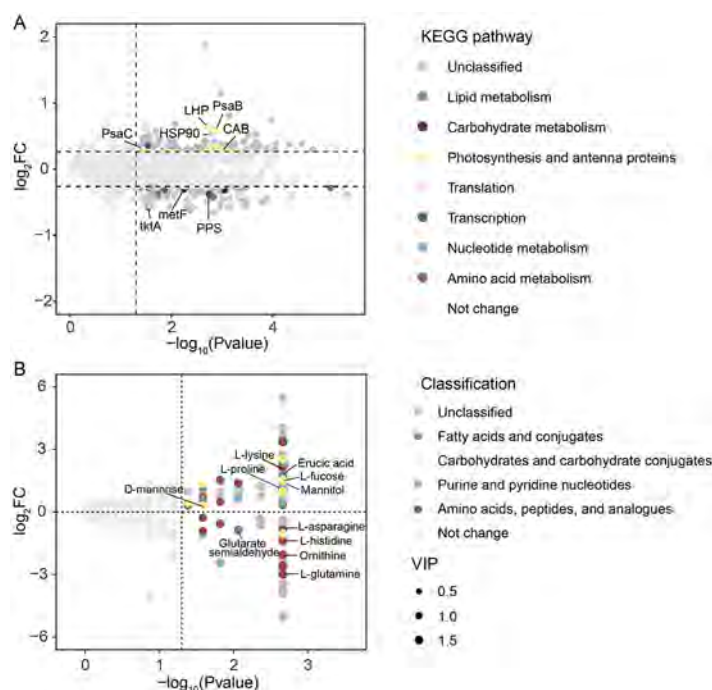 A
2
1
0
−1
−2
log₂FC
LHP
PsaB
HSP90
PsaC
CAB
tktA
metF
PPS
0
2
4
−log₁₀(Pvalue)
KEGG pathway
Unclassified
Lipid metabolism
Carbohydrate metabolism
Photosynthesis and antenna proteins
Translation
Transcription
Nucleotide metabolism
Amino acid metabolism
Not change
B
6
3
0
−3
−6
log₂FC
L-lysine
Erucic acid
L-proline
L-fucose
D-mannose
Mannitol
L-asparagine
Glutarate
semialdehyde
L-histidine
Ornithine
L-glutamine
0
1
2
3
−log₁₀(Pvalue)
Classification
Unclassified
Fatty acids and conjugates
Carbohydrates and carbohydrate conjugates
Purine and pyridine nucleotides
Amino acids, peptides, and analogues
Not change
VIP
0.5
1.0
1.5